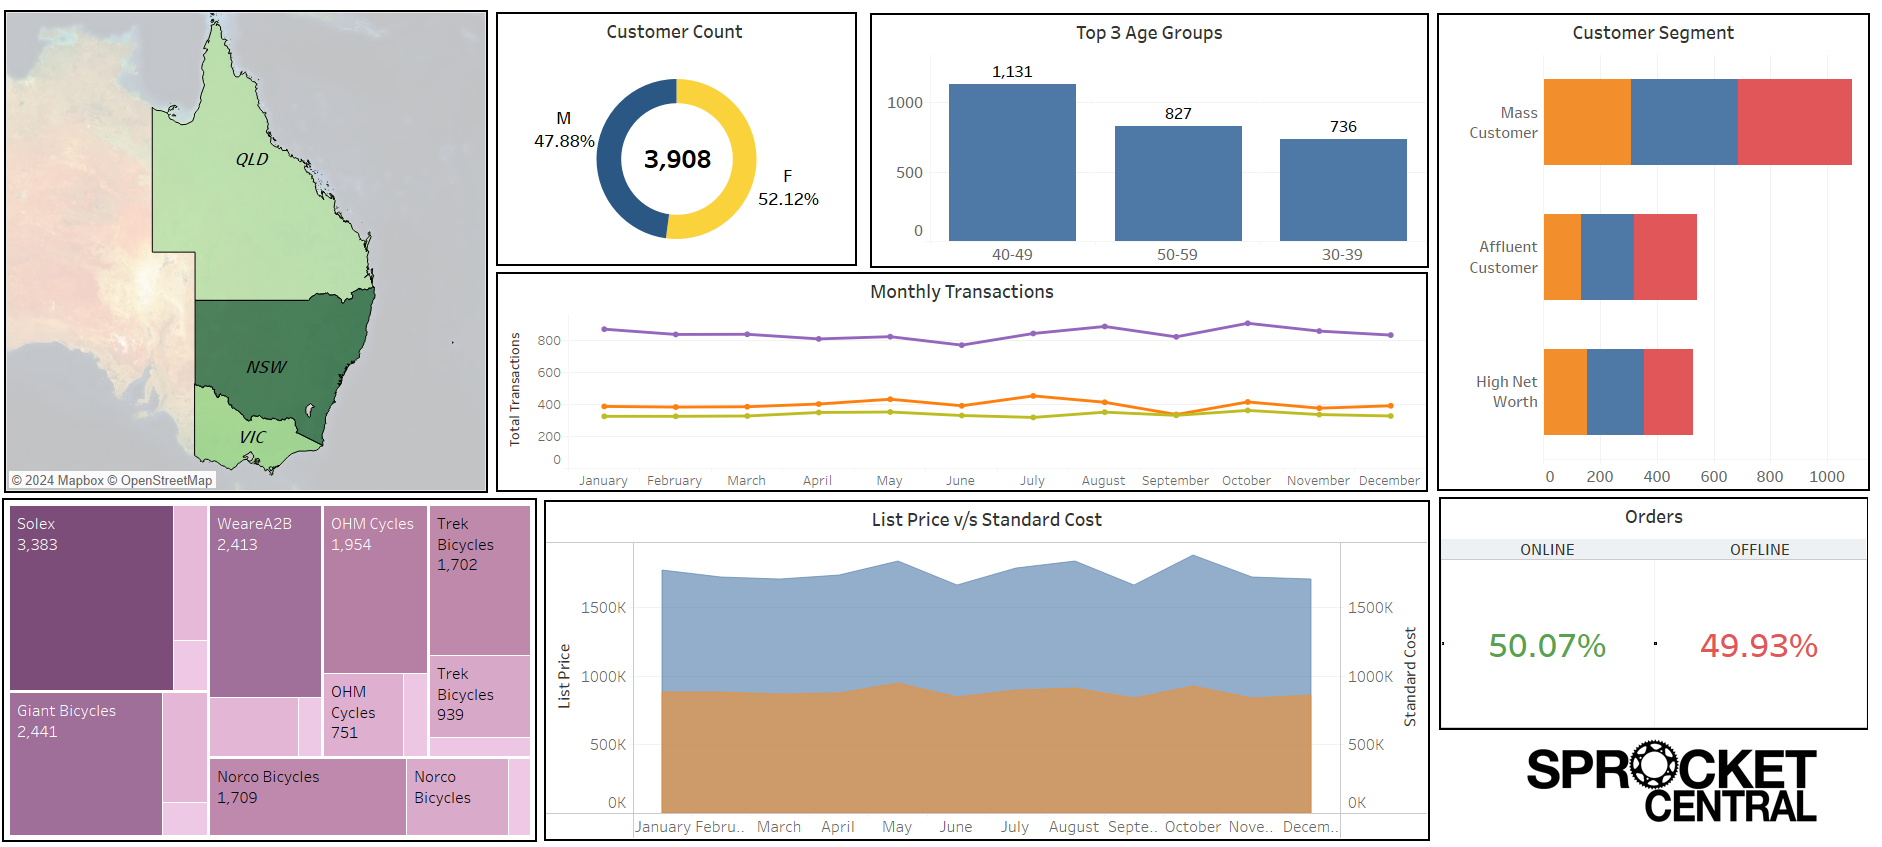 QLD
NSW
VIC
© 2024 Mapbox © OpenStreetMap
Customer Count
M
47.88%
3,908
F
52.12%
Top 3 Age Groups
1,131
827
736
1000
500
0
40-49
50-59
30-39
Customer Segment
Mass
Customer
Affluent
Customer
High Net
Worth
0 200 400 600 800 1000
Monthly Transactions
Total Transactions
800
600
400
200
0
January February March April May June July August September October November December
Solex
3,383
Giant Bicycles
2,441
WeareA2B
2,413
OHM Cycles
1,954
Trek
Bicycles
1,702
OHM
Cycles
751
Trek
Bicycles
939
Norco Bicycles
1,709
Norco
Bicycles
List Price v/s Standard Cost
List Price
1500K
1000K
500K
0K
1500K
1000K
500K
0K
Standard Cost
January Febru.. March April May June July August Septe.. October Nove.. Decem..
Orders
ONLINE OFFLINE
50.07% 49.93%
SPROCKET
CENTRAL